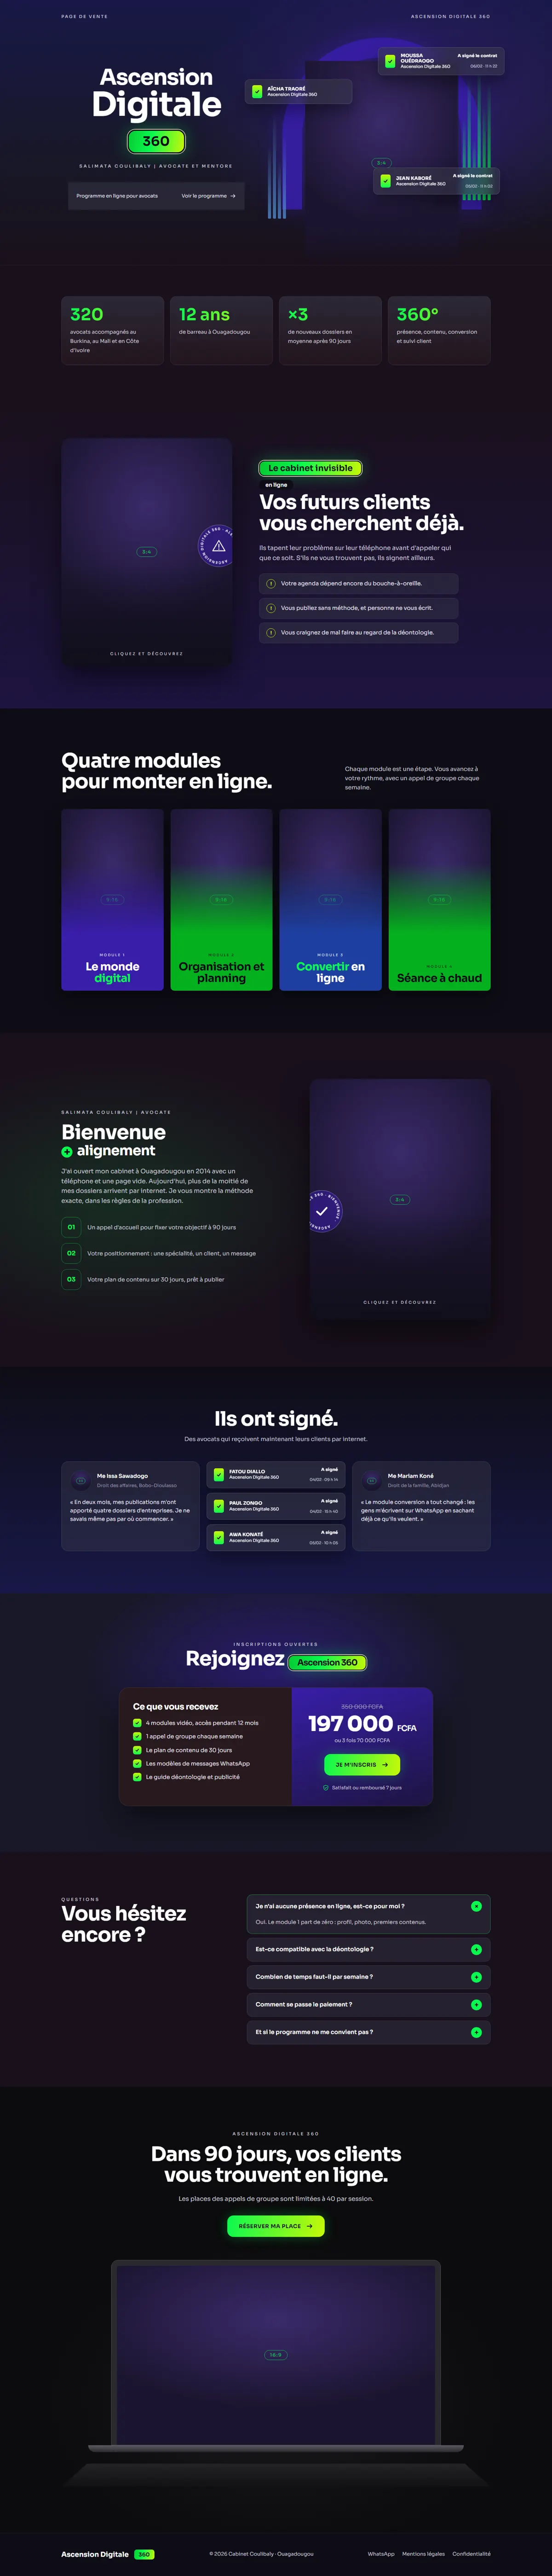 PAGE DE VENTE
ASCENSION DIGITALE 360
Ascension
Digitale
360
SALIMATA COULIBALY | AVOCATE ET MENTORE
Programme en ligne pour avocats
Voir le programme
AÏCHA TRAORÉ
Ascension Digitale 360
MOUSSA
OUÉDRAOGO
Ascension Digitale 360
A signé le contrat
3:4
JEAN KABORÉ
Ascension Digitale 360
A signé le contrat
320
avocats accompagnés au
Burkina, au Mali et en Côte
d'Ivoire
12 ans
de barreau à Ouagadougou
×3
de nouveaux dossiers en
moyenne après 90 jours
360°
présence, contenu, conversion
et suivi client
3:4
CLIQUEZ ET DÉCOUVREZ
Le cabinet invisible
en ligne
Vos futurs clients
vous cherchent déjà.
Ils tapent leur problème sur leur téléphone avant d'appeler qui
que ce soit. S'ils ne vous trouvent pas, ils signent ailleurs.
Votre agenda dépend encore du bouche-à-oreille.
Vous publiez sans méthode, et personne ne vous écrit.
Vous craignez de mal faire au regard de la déontologie.
Quatre modules
pour monter en ligne.
Chaque module est une étape. Vous avancez à
votre rythme, avec un appel de groupe chaque
semaine.
9:16
MODULE 1
Le monde
digital
9:16
MODULE 2
Organisation et
planning
9:16
MODULE 3
Convertir en
ligne
9:16
MODULE 4
Séance à chaud
SALIMATA COULIBALY | AVOCATE
Bienvenue
alignement
J'ai ouvert mon cabinet à Ouagadougou en 2014 avec un
téléphone et une page vide. Aujourd'hui, plus de la moitié de
mes dossiers arrivent par Internet. Je vous montre la méthode
exacte, dans les règles de la profession.
01
Un appel d'accueil pour fixer votre objectif à 90 jours
02
Votre positionnement : une spécialité, un client, un message
03
Votre plan de contenu sur 30 jours, prêt à publier
3:4
CLIQUEZ ET DÉCOUVREZ
Ils ont signé.
Des avocats qui reçoivent maintenant leurs clients par Internet.
Me Issa Sawadogo
Droit des affaires, Bobo-Dioulasso
« En deux mois, mes publications m'ont
apporté quatre dossiers d'entreprises. Je ne
savais même pas par où commencer. »
FATOU DIALLO
Ascension Digitale 360
A signé
PAUL ZONGO
Ascension Digitale 360
A signé
AWA KONATÉ
Ascension Digitale 360
A signé
Me Mariam Koné
Droit de la famille, Abidjan
« Le module conversion a tout changé : les
gens m'écrivent sur WhatsApp en sachant
déjà ce qu'ils veulent. »
INSCRIPTIONS OUVERTES
Rejoignez Ascension 360
Ce que vous recevez
4 modules vidéo, accès pendant 12 mois
1 appel de groupe chaque semaine
Le plan de contenu de 30 jours
Les modèles de messages WhatsApp
Le guide déontologie et publicité
350 000 FCFA
197 000 FCFA
ou 3 fois 70 000 FCFA
JE M'INSCRIS
Satisfait ou remboursé 7 jours
QUESTIONS
Vous hésitez
encore ?
Je n'ai aucune présence en ligne, est-ce pour moi ?
Oui. Le module 1 part de zéro : profil, photo, premiers contenus.
Est-ce compatible avec la déontologie ?
Combien de temps faut-il par semaine ?
Comment se passe le paiement ?
Et si le programme ne me convient pas ?
ASCENSION DIGITALE 360
Dans 90 jours, vos clients
vous trouvent en ligne.
Les places des appels de groupe sont limitées à 40 par session.
RÉSERVER MA PLACE
16:9
Ascension Digitale 360
© 2026 Cabinet Coulibaly · Ouagadougou
WhatsApp
Mentions légales
Confidentialité